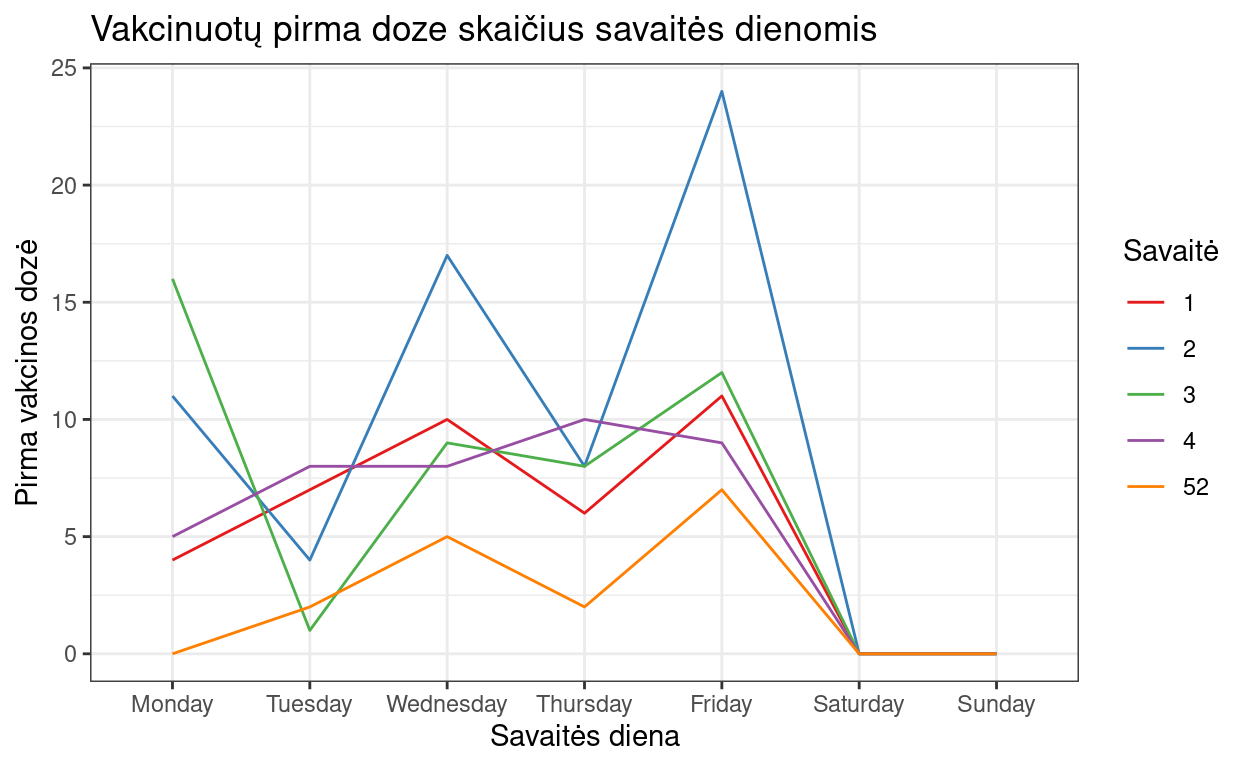 Vakcinuotų pirma doze skaičius savaitės dienomis
25
20
15
10
5
0
Pirma vakcinos dozė
Monday Tuesday Wednesday Thursday Friday Saturday Sunday
Savaitės diena
Savaitė
1
2
3
4
52